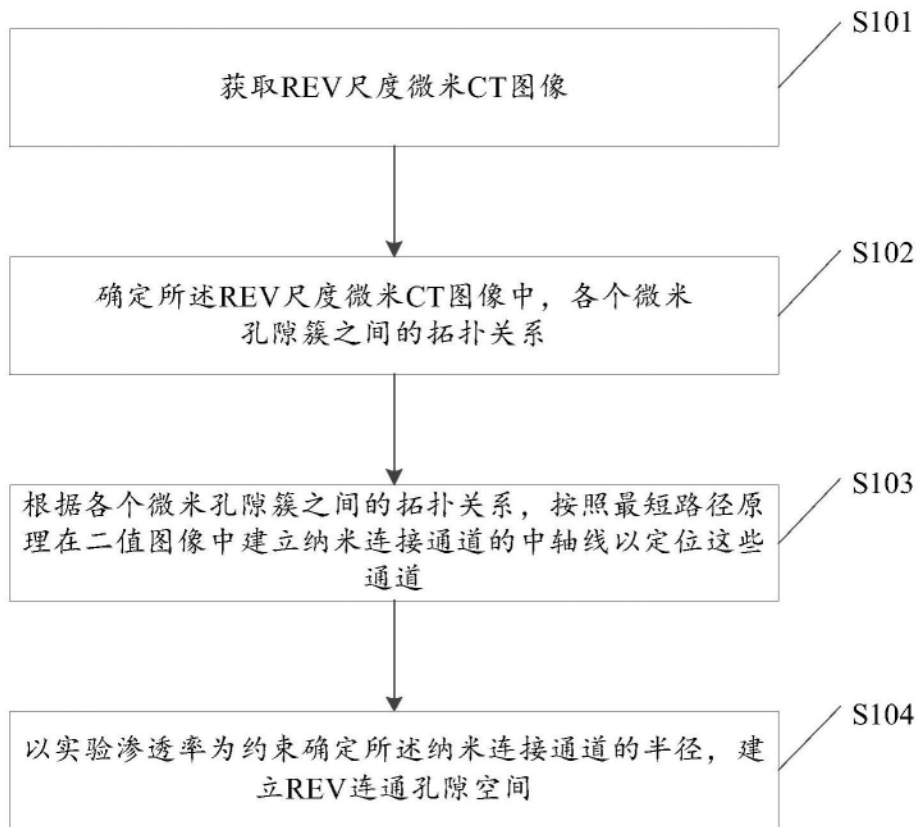 S101
获取REV尺度微米CT图像
S102
确定所述REV尺度微米CT图像中，各个微米
孔隙簇之间的拓扑关系
S103
根据各个微米孔隙簇之间的拓扑关系，按照最短路径原
理在二值图像中建立纳米连接通道的中轴线以定位这些
通道
S104
以实验渗透率为约束确定所述纳米连接通道的半径，建
立REV连通孔隙空间